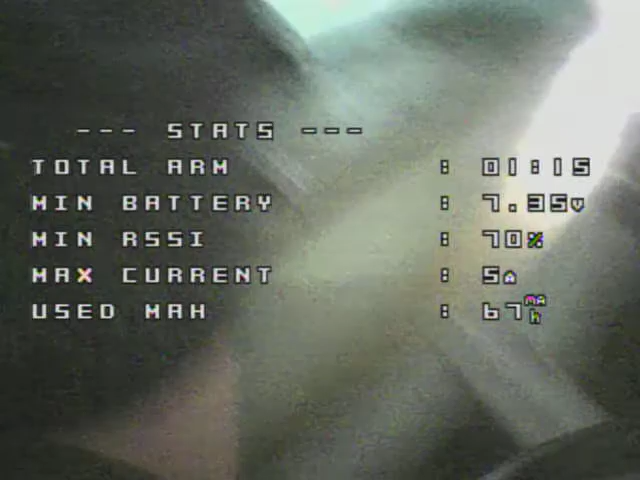 --- STATS ---
TOTAL ARM : 01:15
MIN BATTERY : 7.35V
MIN RSSI : 70%
MAX CURRENT : 5A
USED MAH : 67mAh